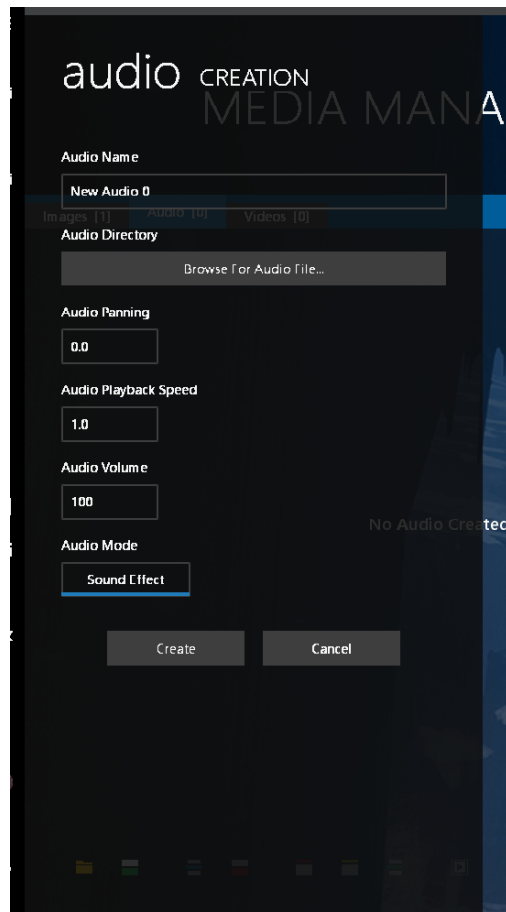 audio CREATION
MEDIA MANA
Audio Name
New Audio 0
Images [1] Audio [0] Videos [0]
Audio Directory
Browse For Audio File...
Audio Panning
0.0
Audio Playback Speed
1.0
Audio Volume
100
No Audio Created
Audio Mode
Sound Effect
Create Cancel